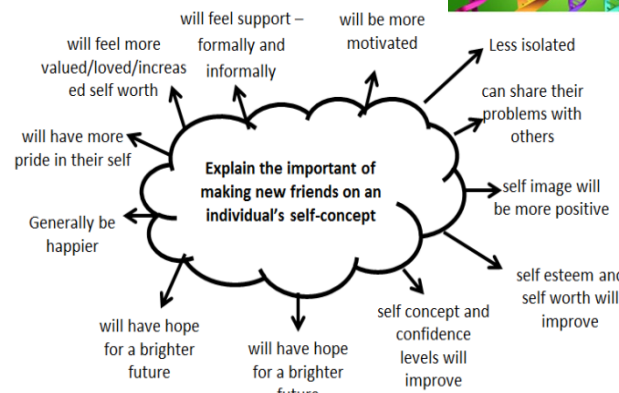 will feel support –
formally and
informally
will be more
motivated
will feel more
valued/loved/increas
ed self worth
Less isolated
can share their
problems with
others
will have more
pride in their self
Explain the important of
making new friends on an
individual's self-concept
self image will
be more positive
Generally be
happier
self esteem and
self worth will
improve
will have hope
for a brighter
future
will have hope
for a brighter
future
self concept and
confidence
levels will
improve